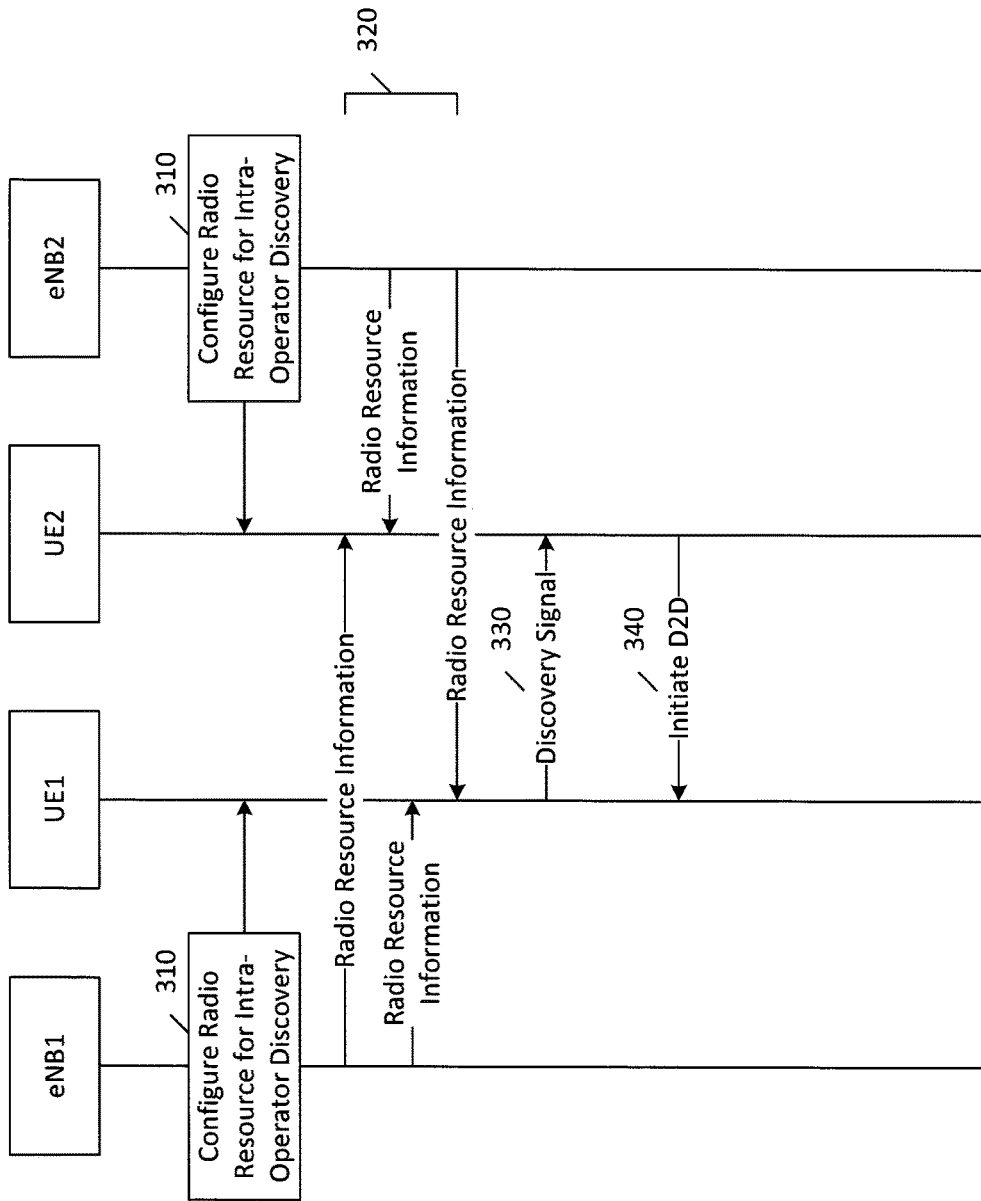 eNB1
UE1
UE2
eNB2
310
Configure Radio
Resource for Intra-
Operator Discovery
310
Configure Radio
Resource for Intra-
Operator Discovery
320
Radio Resource Information
Radio Resource
Information
Radio Resource
Information
Radio Resource Information
330
Discovery Signal
340
Initiate D2D